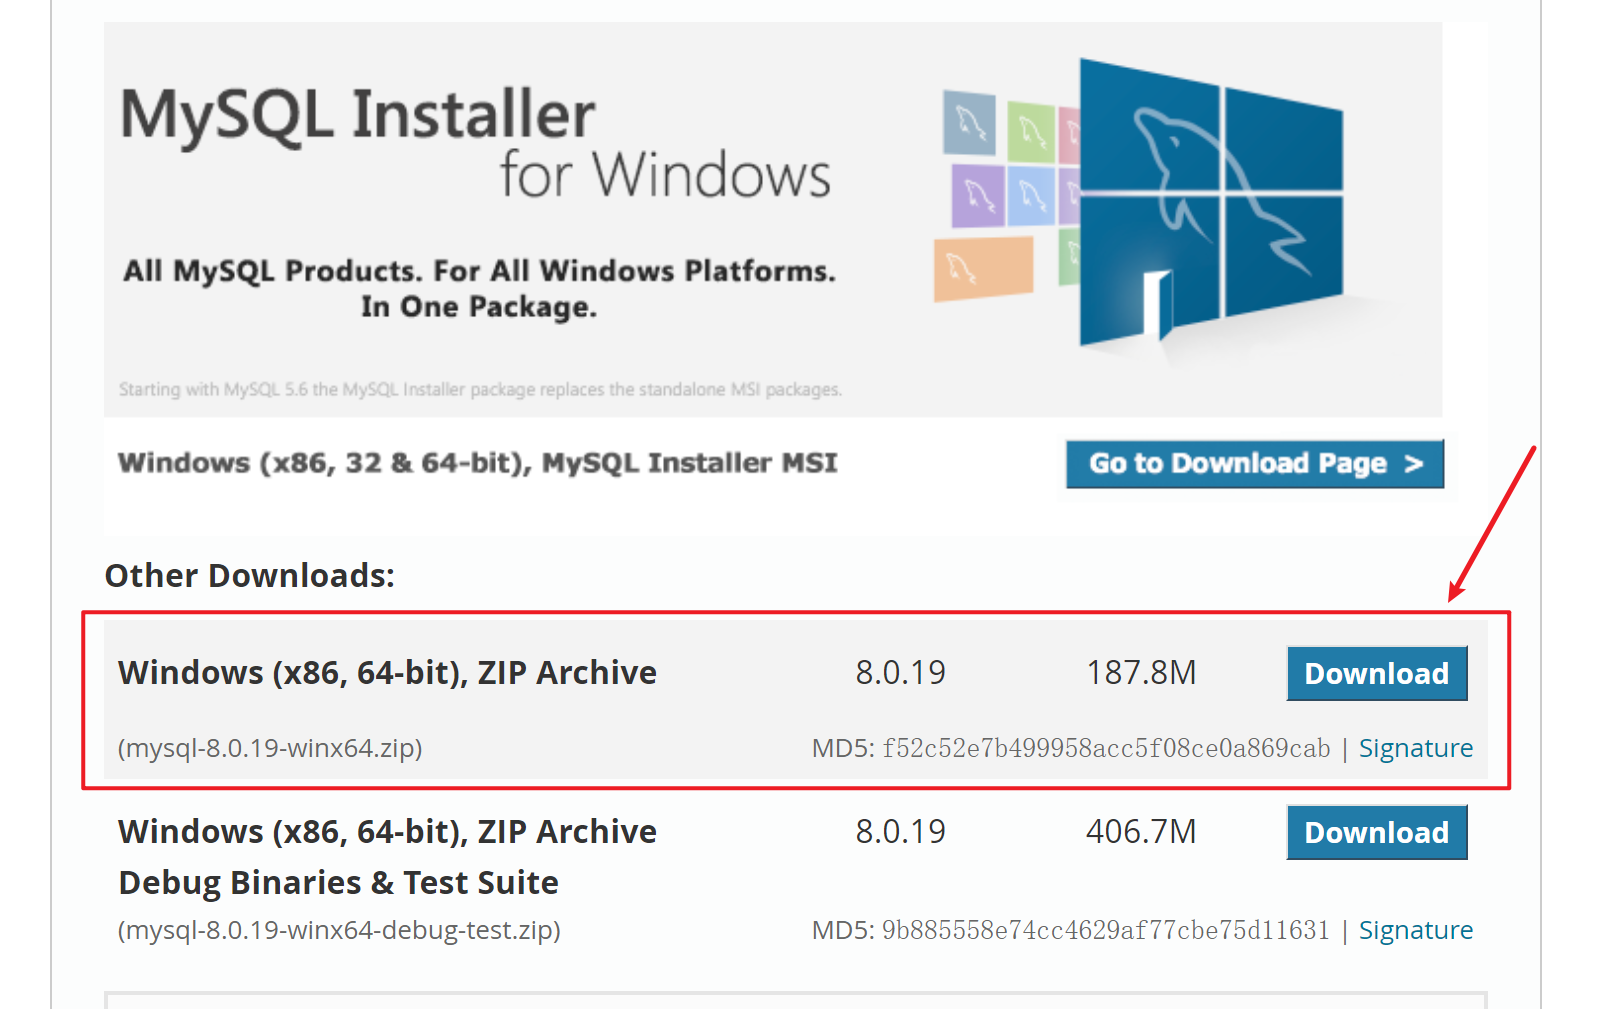 MySQL Installer
for Windows
All MySQL Products. For All Windows Platforms.
In One Package.
Starting with MySQL 5.6 the MySQL Installer package replaces the standalone MSI packages.
Windows (x86, 32 & 64-bit), MySQL Installer MSI
Go to Download Page >
Other Downloads:
Windows (x86, 64-bit), ZIP Archive 8.0.19 187.8M Download
(mysql-8.0.19-winx64.zip) MD5: f52c52e7b499958acc5f08ce0a869cab | Signature
Windows (x86, 64-bit), ZIP Archive 8.0.19 406.7M Download
Debug Binaries & Test Suite
(mysql-8.0.19-winx64-debug-test.zip) MD5: 9b885558e74cc4629af77cbe75d11631 | Signature